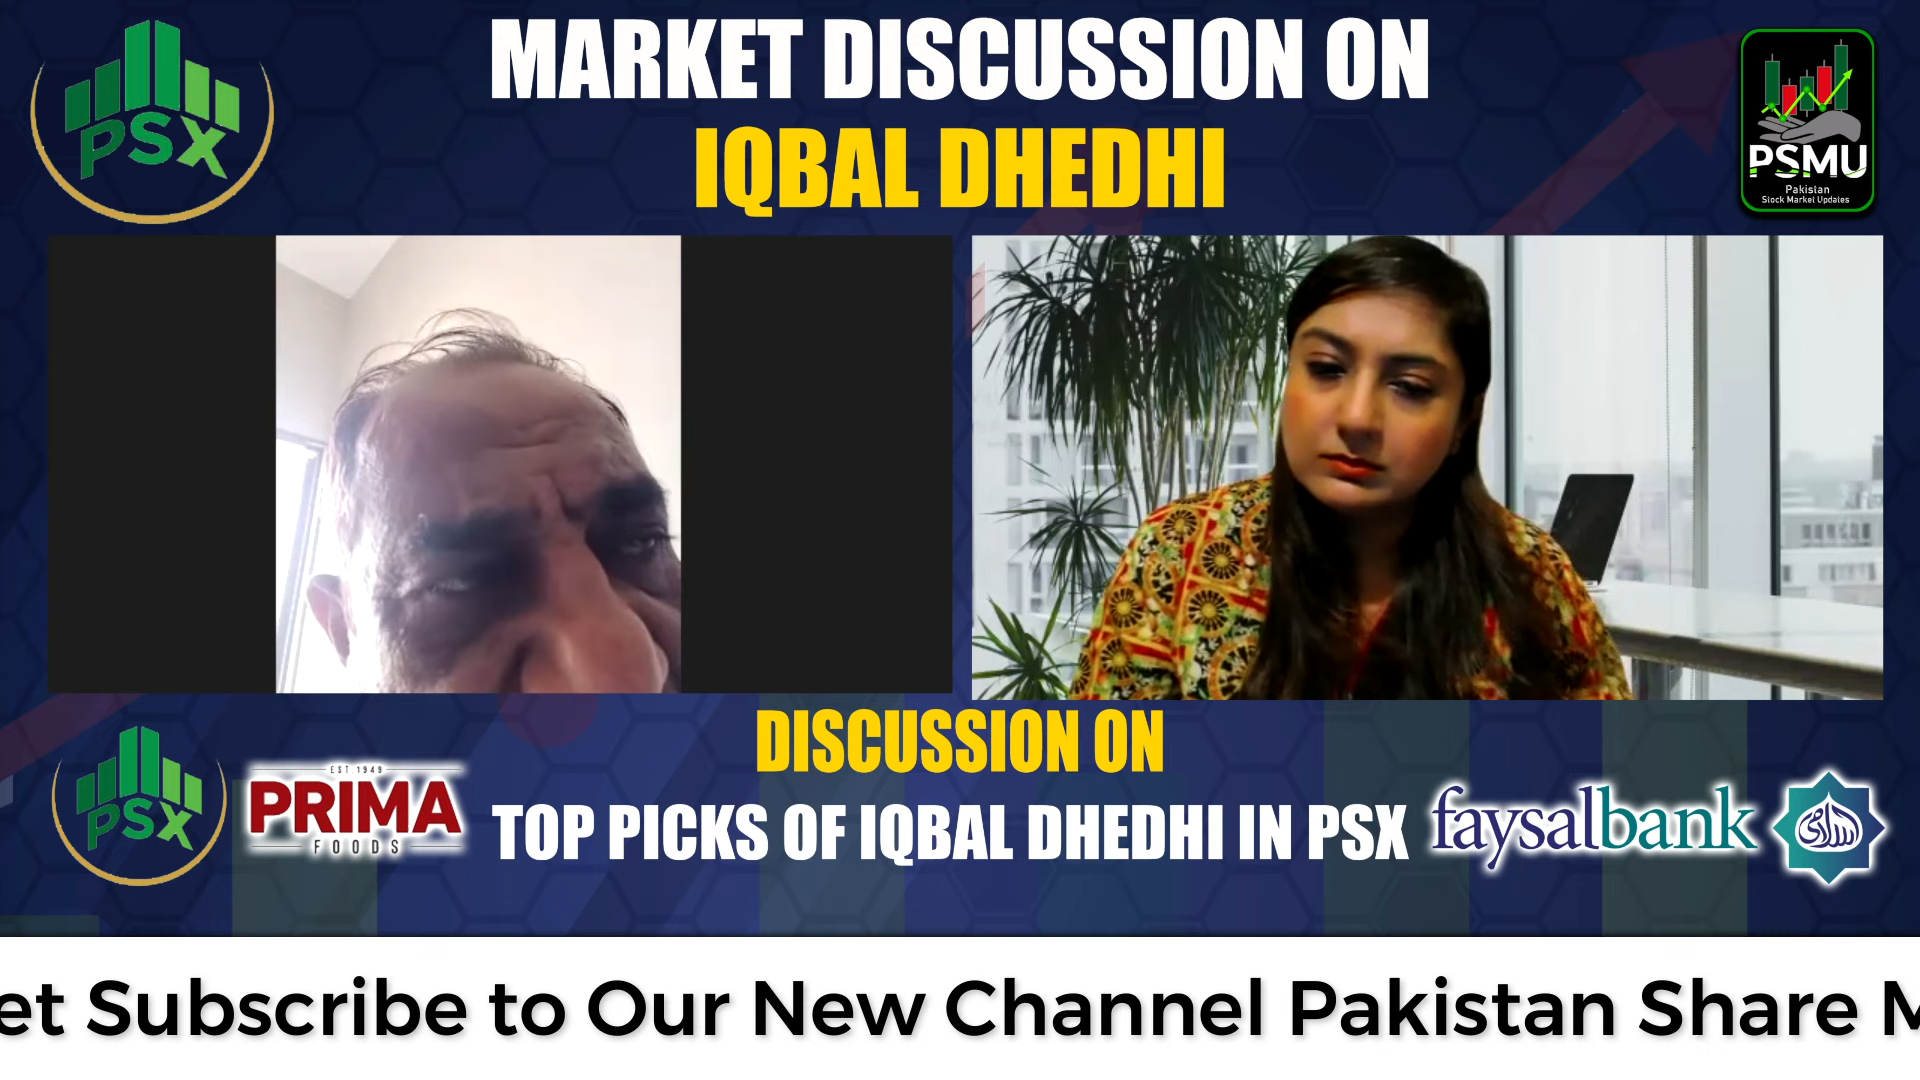 MARKET DISCUSSION ON
IQBAL DHEDHI
PSX
PSMU
Pakistan
Stock Market Updates
DISCUSSION ON
TOP PICKS OF IQBAL DHEDHI IN PSX
PSX
EST. 1949
PRIMA
FOODS
faysalbank
et Subscribe to Our New Channel Pakistan Share M